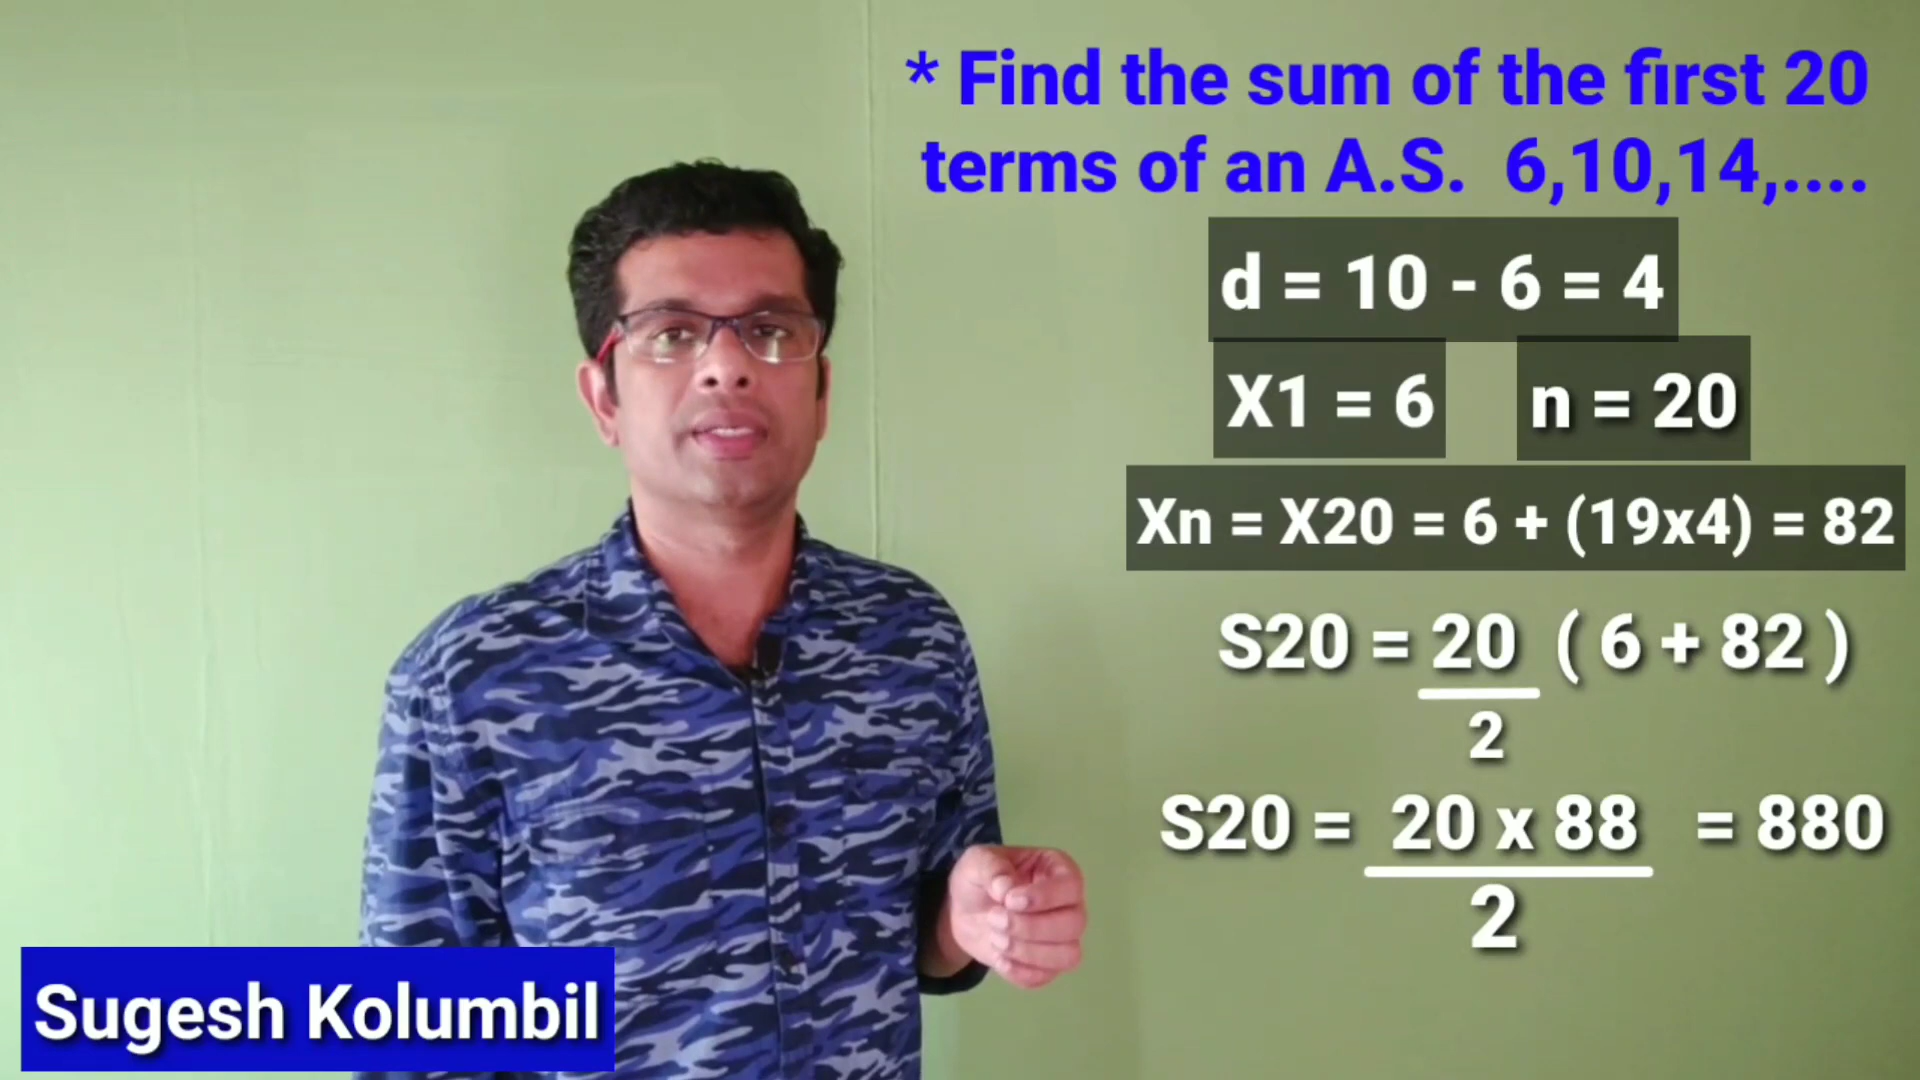 * Find the sum of the first 20
terms of an A.S. 6,10,14,....
d = 10 - 6 = 4
X1 = 6 n = 20
Xn = X20 = 6 + (19x4) = 82
S20 = 20 ( 6 + 82 )
2
S20 = 20 x 88 = 880
2
Sugesh Kolumbil